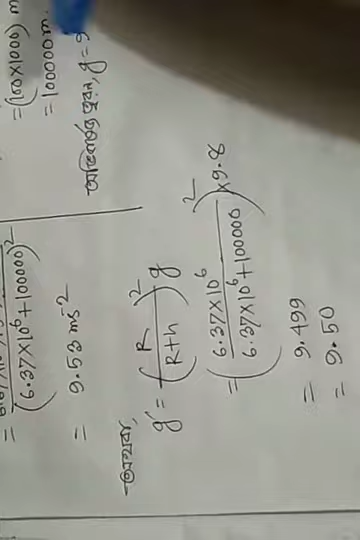 =(100×1000) m
=100000m.
অভিকর্ষজ ত্বরণ, g = 9
= (6.37×10⁶+100000)²
= 9.53 ms⁻²
অথবা,
g′ = (R/R+h)² g
= (6.37×10⁶/6.37×10⁶+100000)² ×9.8
= 9.499
= 9.50